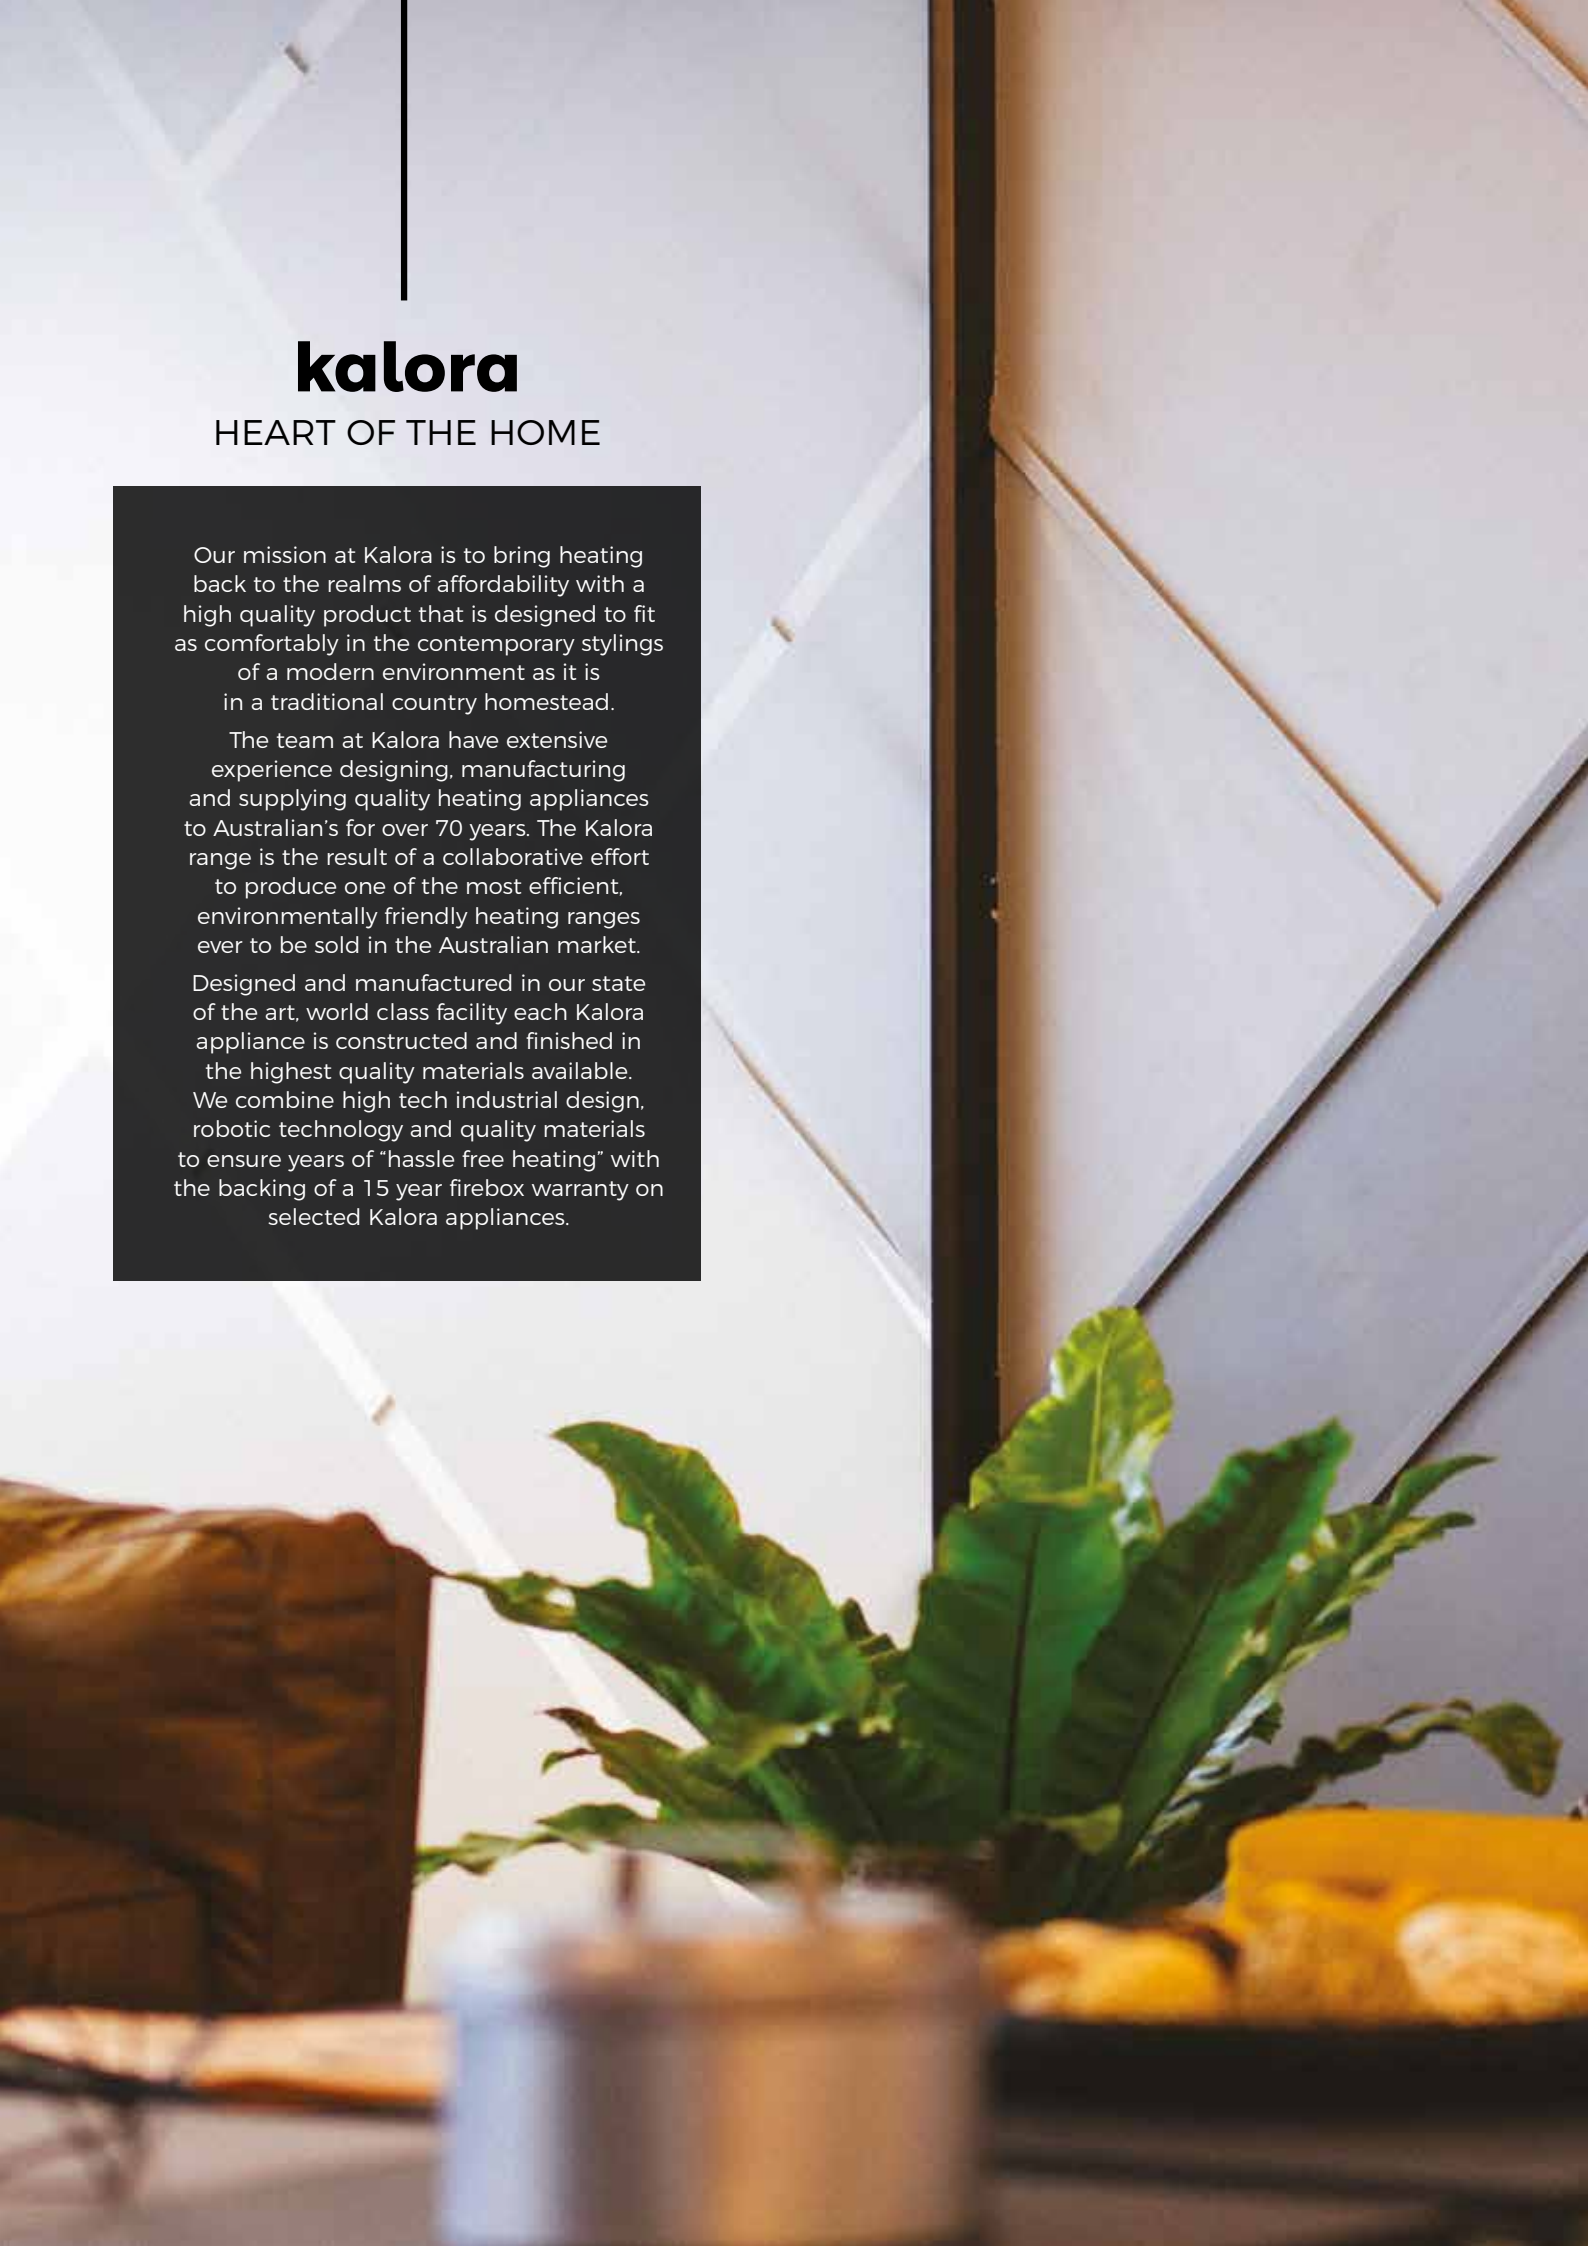 kalora
HEART OF THE HOME
Our mission at Kalora is to bring heating
back to the realms of affordability with a
high quality product that is designed to fit
as comfortably in the contemporary stylings
of a modern environment as it is
in a traditional country homestead.
The team at Kalora have extensive
experience designing, manufacturing
and supplying quality heating appliances
to Australian’s for over 70 years. The Kalora
range is the result of a collaborative effort
to produce one of the most efficient,
environmentally friendly heating ranges
ever to be sold in the Australian market.
Designed and manufactured in our state
of the art, world class facility each Kalora
appliance is constructed and finished in
the highest quality materials available.
We combine high tech industrial design,
robotic technology and quality materials
to ensure years of “hassle free heating” with
the backing of a 15 year firebox warranty on
selected Kalora appliances.